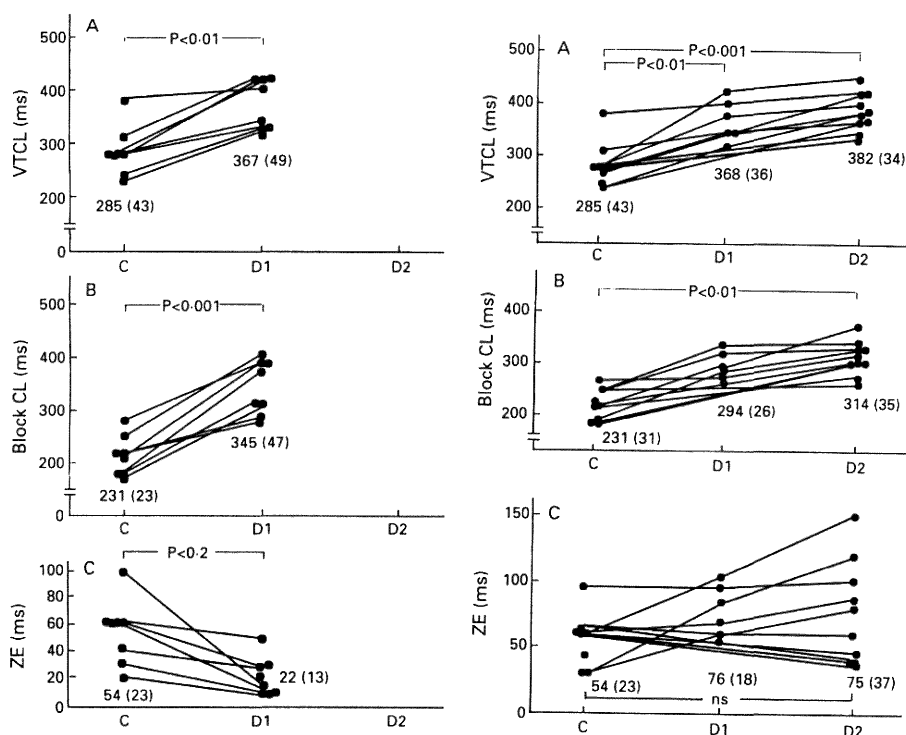 A
P<0·01
500
400
300
200
0
VTCL (ms)
285 (43)
367 (49)
C
D1
D2
B
P<0·001
500
400
300
200
0
Block CL (ms)
231 (23)
345 (47)
C
D1
D2
C
P<0·2
100
80
60
40
20
0
ZE (ms)
54 (23)
22 (13)
C
D1
D2
A
P<0·001
P<0·01
500
400
300
200
0
VTCL (ms)
285 (43)
368 (36)
382 (34)
C
D1
D2
B
P<0·01
400
300
200
0
Block CL (ms)
231 (31)
294 (26)
314 (35)
C
D1
D2
C
150
100
50
0
ZE (ms)
54 (23)
76 (18)
75 (37)
ns
C
D1
D2